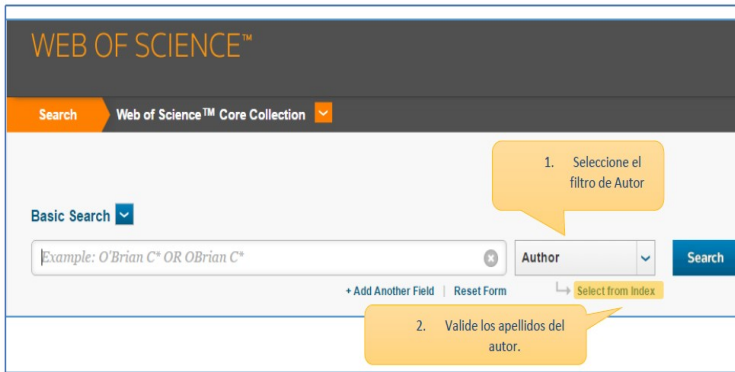 WEB OF SCIENCE™
Search Web of Science™ Core Collection
1. Seleccione el
filtro de Autor
Basic Search
Example: O'Brian C* OR OBrian C*
Author
Search
+ Add Another Field | Reset Form
Select from Index
2. Valide los apellidos del
autor.